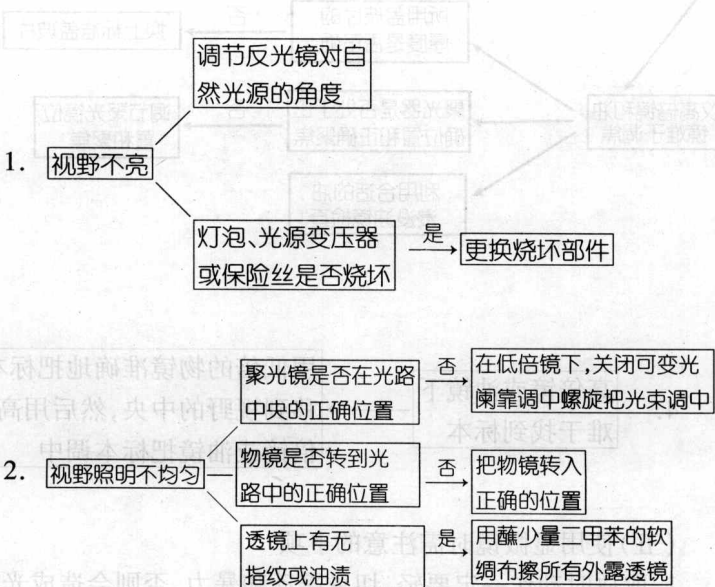 调节反光镜对自
然光源的角度
1. 视野不亮
灯泡、光源变压器
或保险丝是否烧坏
是
更换烧坏部件
聚光镜是否在光路
中央的正确位置
否
在低倍镜下,关闭可变光
阑靠调中螺旋把光束调中
2. 视野照明不均匀
物镜是否转到光
路中的正确位置
否
把物镜转入
正确的位置
透镜上有无
指纹或油渍
是
用蘸少量二甲苯的软
绸布擦所有外露透镜